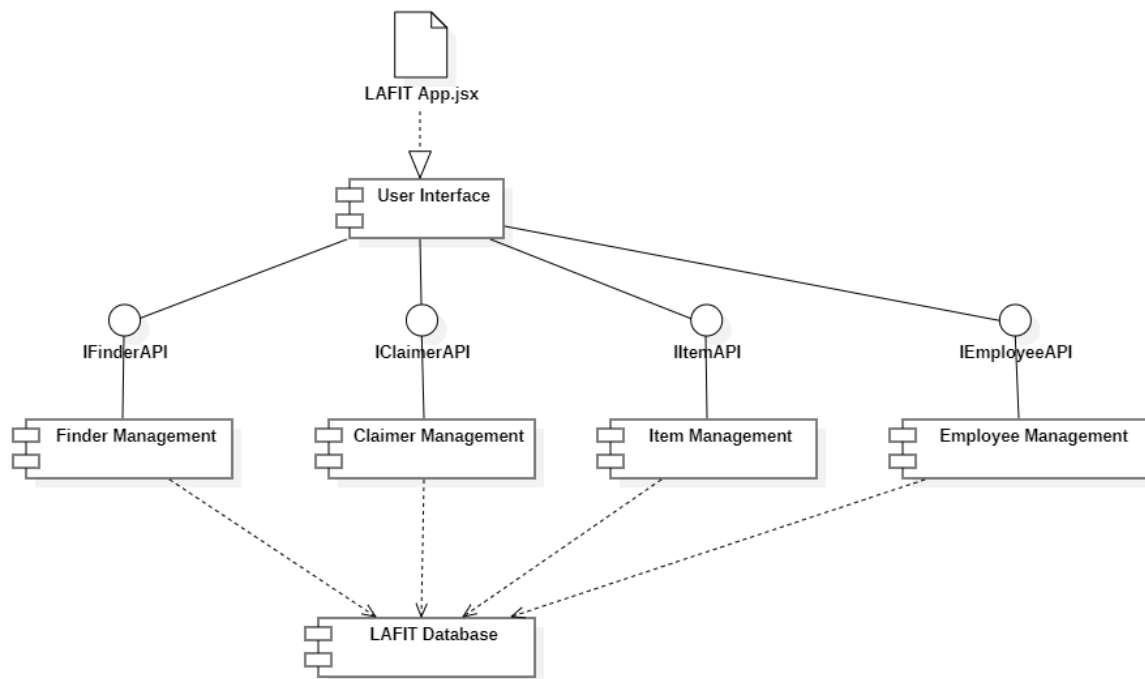 LAFIT App.jsx
User Interface
IFinderAPI
IClaimerAPI
IItemAPI
IEmployeeAPI
Finder Management
Claimer Management
Item Management
Employee Management
LAFIT Database